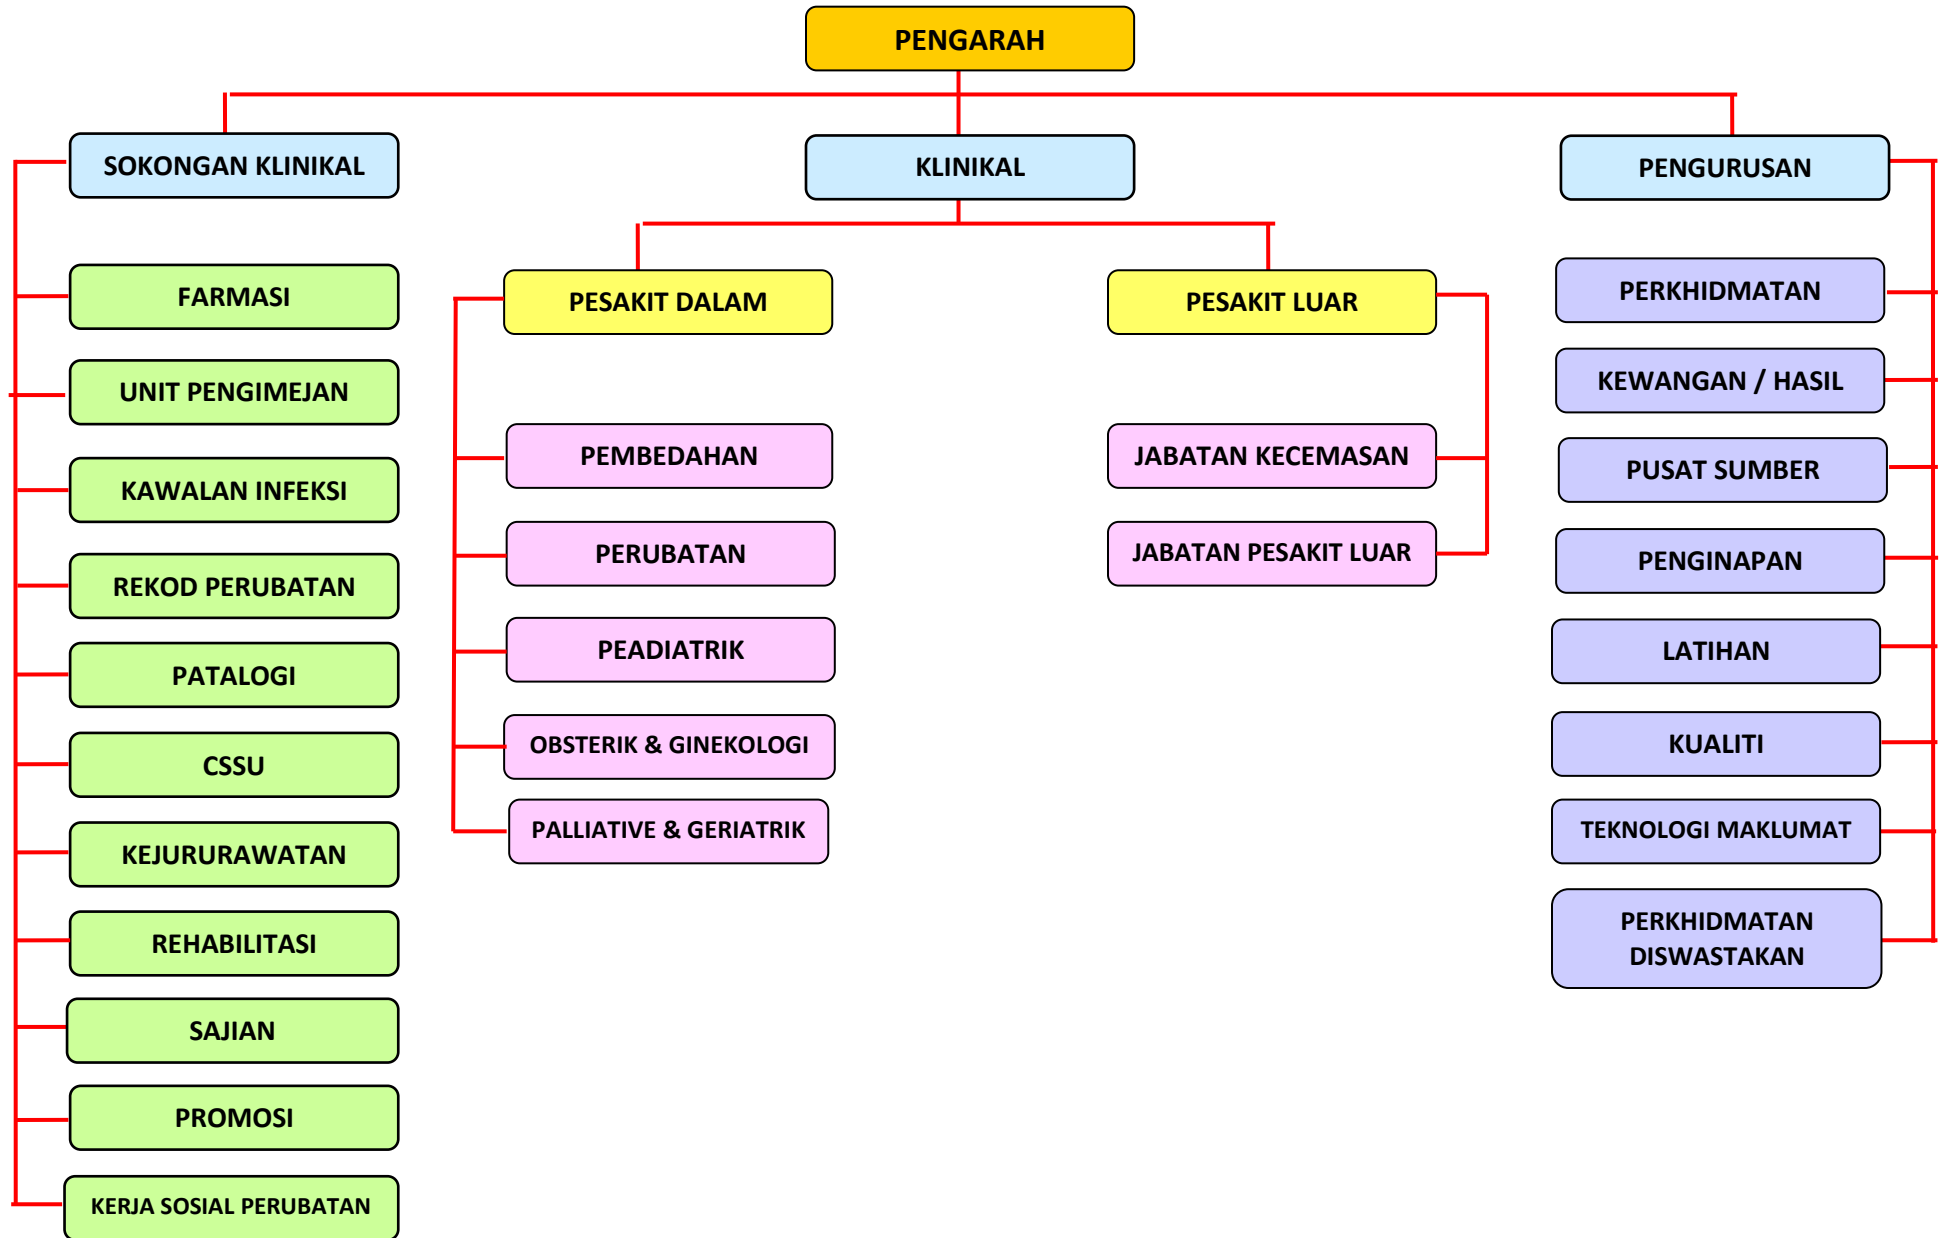 PENGARAH
SOKONGAN KLINIKAL
KLINIKAL
PENGURUSAN
FARMASI
UNIT PENGIMEJAN
KAWALAN INFEKSI
REKOD PERUBATAN
PATALOGI
CSSU
KEJURURAWATAN
REHABILITASI
SAJIAN
PROMOSI
KERJA SOSIAL PERUBATAN
PESAKIT DALAM
PEMBEDAHAN
PERUBATAN
PEADIATRIK
OBSTERIK & GINEKOLOGI
PALLIATIVE & GERIATRIK
PESAKIT LUAR
JABATAN KECEMASAN
JABATAN PESAKIT LUAR
PERKHIDMATAN
KEWANGAN / HASIL
PUSAT SUMBER
PENGINAPAN
LATIHAN
KUALITI
TEKNOLOGI MAKLUMAT
PERKHIDMATAN
DISWASTAKAN